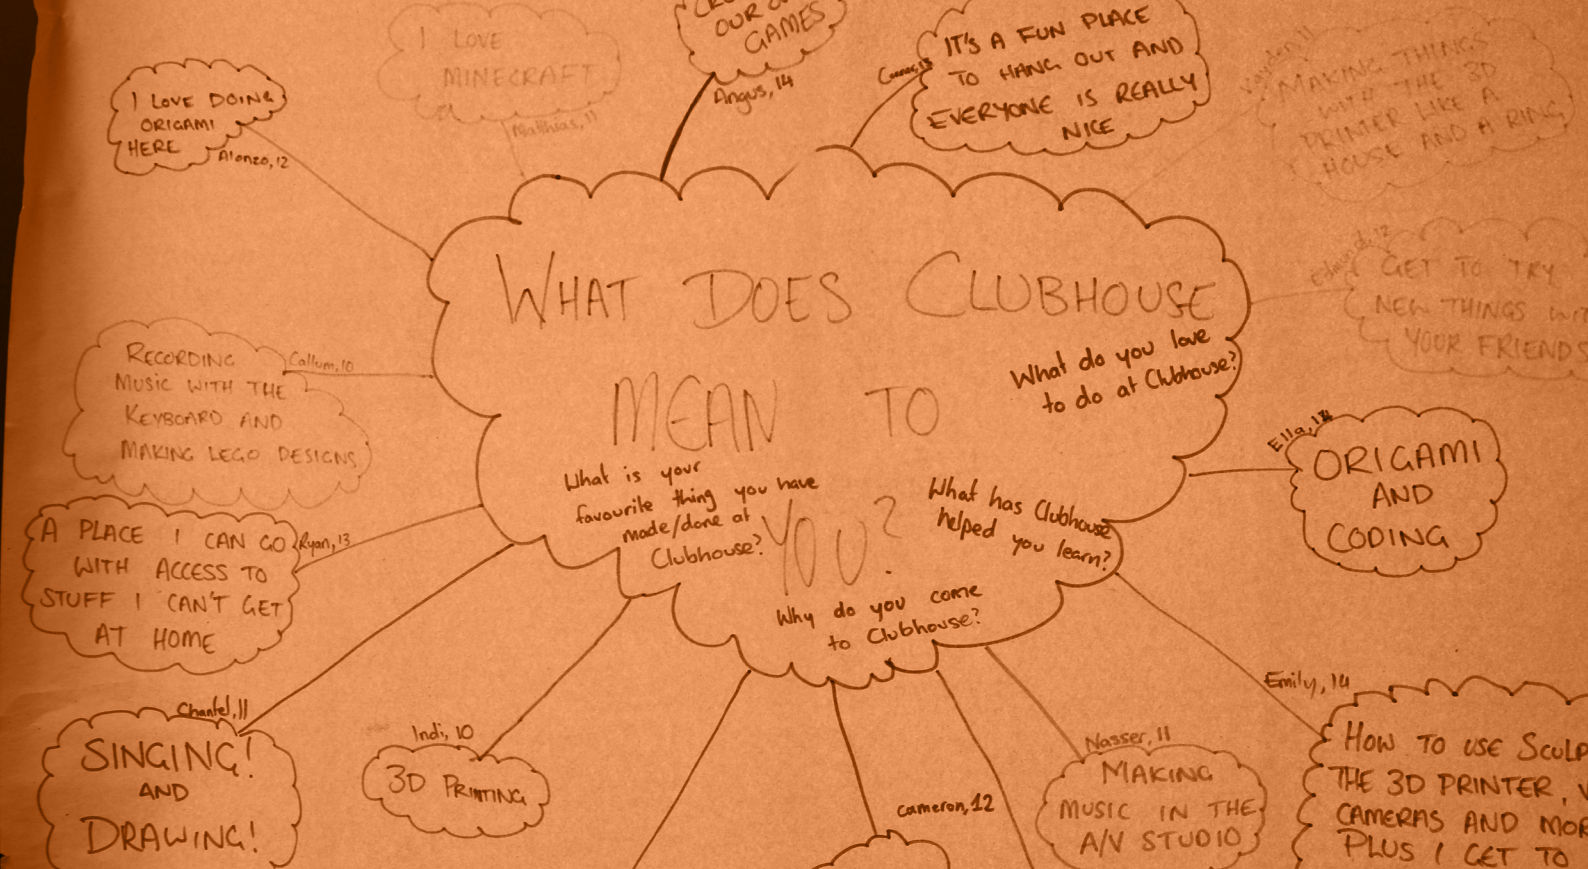 I LOVE DOING
ORIGAMI
HERE
Alonzo, 12
I LOVE
MINECRAFT
Matthias, 11
OUR
GAMES
Angus, 14
IT'S A FUN PLACE
TO HANG OUT AND
EVERYONE IS REALLY
NICE
MAKING THINGS
WITH THE 3D
PRINTER LIKE A
HOUSE AND A RING
Edmund, 12
GET TO TRY
NEW THINGS
YOUR FRIENDS
WHAT DOES CLUBHOUSE
MEAN TO
YOU?
What do you love
to do at Clubhouse?
What is your
favourite thing you have
made/done at
Clubhouse?
What has Clubhouse
helped you learn?
Why do you come
to Clubhouse?
Callum, 10
RECORDING
MUSIC WITH THE
KEYBOARD AND
MAKING LEGO DESIGNS
Ella,
ORIGAMI
AND
CODING
A PLACE I CAN GO
WITH ACCESS TO
STUFF I CAN'T GET
AT HOME
Ryan, 13
Chantel, 11
SINGING!
AND
DRAWING!
Indi, 10
3D PRINTING
Cameron, 12
Nasser, 11
MAKING
MUSIC IN THE
A/V STUDIO
Emily, 14
HOW TO USE SCULP
THE 3D PRINTER, V
CAMERAS AND MOR
PLUS I GET TO